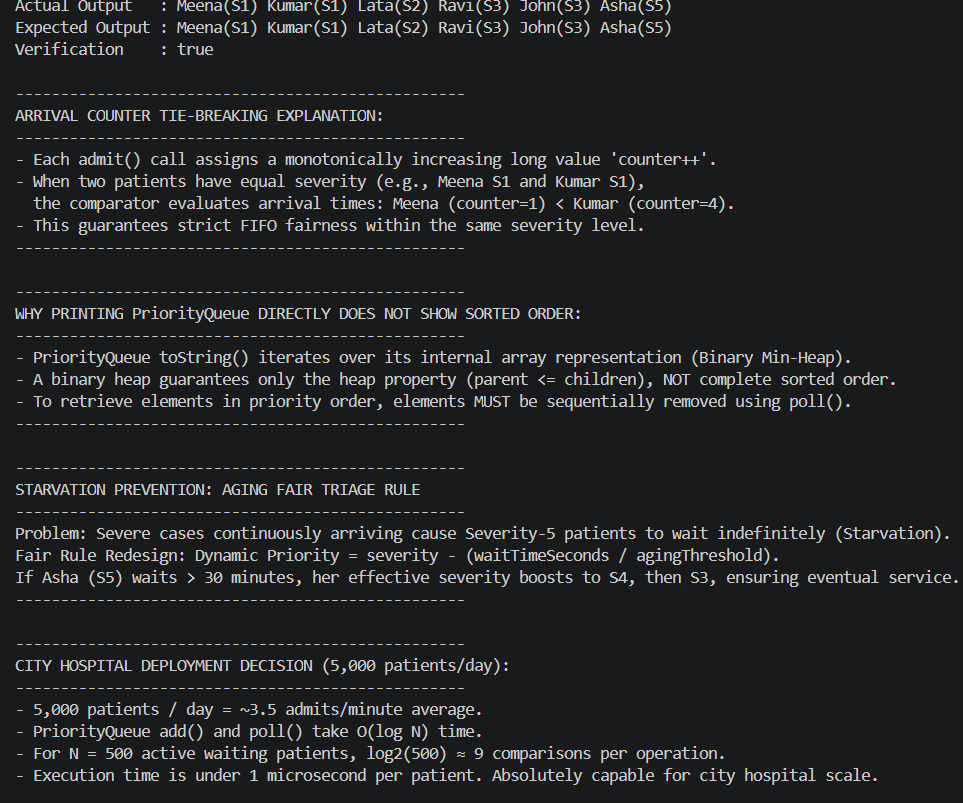 Actual Output   : Meena(S1) Kumar(S1) Lata(S2) Ravi(S3) John(S3) Asha(S5)
Expected Output : Meena(S1) Kumar(S1) Lata(S2) Ravi(S3) John(S3) Asha(S5)
Verification    : true
--------------------------------------------------
ARRIVAL COUNTER TIE-BREAKING EXPLANATION:
--------------------------------------------------
- Each admit() call assigns a monotonically increasing long value 'counter++'.
- When two patients have equal severity (e.g., Meena S1 and Kumar S1),
  the comparator evaluates arrival times: Meena (counter=1) < Kumar (counter=4).
- This guarantees strict FIFO fairness within the same severity level.
--------------------------------------------------
--------------------------------------------------
WHY PRINTING PriorityQueue DIRECTLY DOES NOT SHOW SORTED ORDER:
--------------------------------------------------
- PriorityQueue toString() iterates over its internal array representation (Binary Min-Heap).
- A binary heap guarantees only the heap property (parent <= children), NOT complete sorted order.
- To retrieve elements in priority order, elements MUST be sequentially removed using poll().
--------------------------------------------------
--------------------------------------------------
STARVATION PREVENTION: AGING FAIR TRIAGE RULE
--------------------------------------------------
Problem: Severe cases continuously arriving cause Severity-5 patients to wait indefinitely (Starvation).
Fair Rule Redesign: Dynamic Priority = severity - (waitTimeSeconds / agingThreshold).
If Asha (S5) waits > 30 minutes, her effective severity boosts to S4, then S3, ensuring eventual service.
--------------------------------------------------
--------------------------------------------------
CITY HOSPITAL DEPLOYMENT DECISION (5,000 patients/day):
--------------------------------------------------
- 5,000 patients / day = ~3.5 admits/minute average.
- PriorityQueue add() and poll() take O(log N) time.
- For N = 500 active waiting patients, log2(500) ≈ 9 comparisons per operation.
- Execution time is under 1 microsecond per patient. Absolutely capable for city hospital scale.